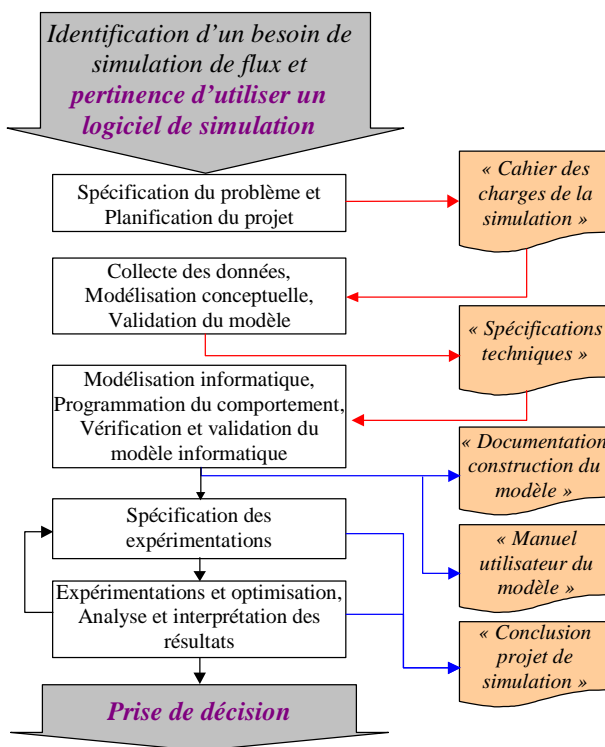 Identification d'un besoin de
simulation de flux et
pertinence d'utiliser un
logiciel de simulation
Spécification du problème et
Planification du projet
« Cahier des
charges de la
simulation »
Collecte des données,
Modélisation conceptuelle,
Validation du modèle
« Spécifications
techniques »
Modélisation informatique,
Programmation du comportement,
Vérification et validation du
modèle informatique
« Documentation
construction du
modèle »
Spécification des
expérimentations
« Manuel
utilisateur du
modèle »
Expérimentations et optimisation,
Analyse et interprétation des
résultats
« Conclusion
projet de
simulation »
Prise de décision